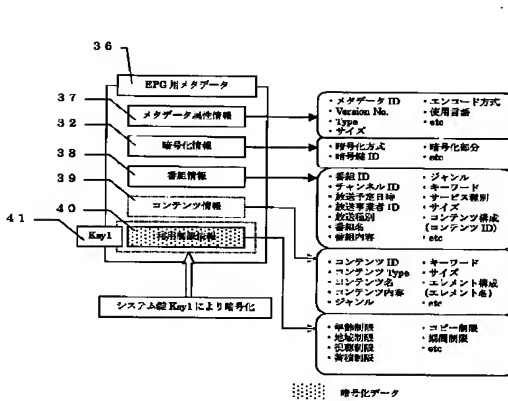 36
EPG用メタデータ
37
メタデータ属性情報
32
暗号化情報
38
番組情報
39
コンテンツ情報
40
41
Key1
利用制限情報
システム鍵Key1により暗号化
・メタデータID ・エンコード方式
・Version No. ・使用言語
・Type ・etc
・サイズ
・暗号化方式 ・暗号化部分
・暗号鍵ID ・etc
・番組ID ・ジャンル
・チャンネルID ・キーワード
・放送予定日時 ・サービス種別
・放送事業者ID ・サイズ
・放送種別 ・コンテンツ構成
・番組名 (コンテンツID)
・番組内容 ・etc
・コンテンツID ・キーワード
・コンテンツType ・サイズ
・コンテンツ名 ・エレメント構成
・コンテンツ内容 (エレメント名)
・ジャンル ・etc
・年齢制限 ・コピー制限
・地域制限 ・期間制限
・視聴制限 ・etc
・蓄積制限
暗号化データ